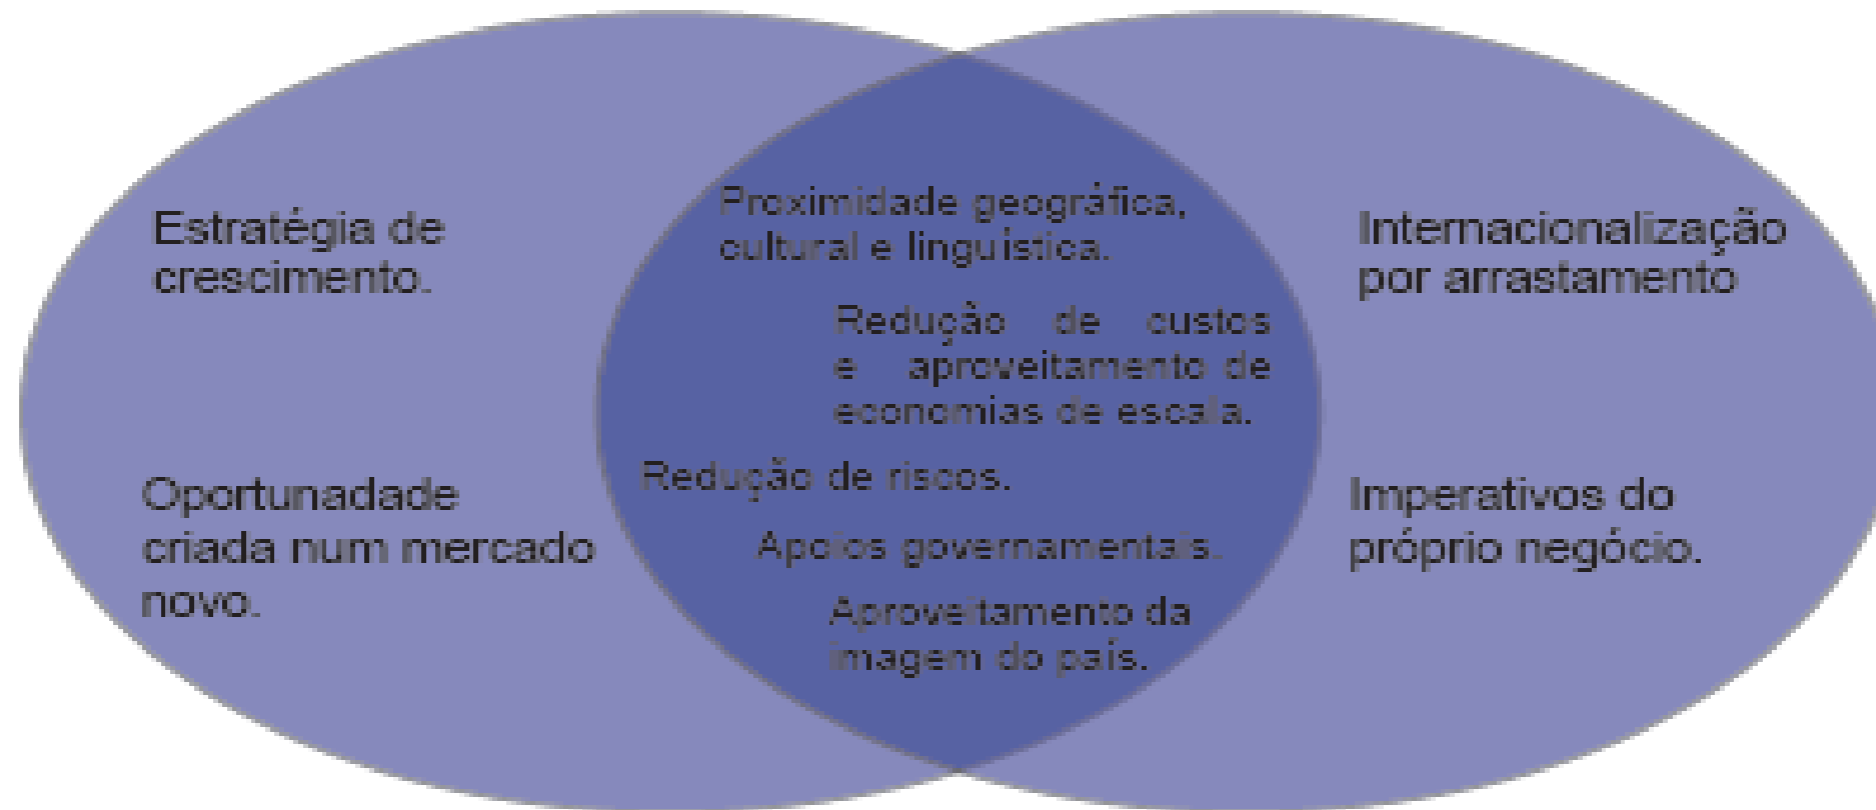 Estratégia de
crescimento.
Oportunadade
criada num mercado
novo.
Proximidade geográfica,
cultural e linguística.
Redução de custos
e aproveitamento de
economias de escala.
Redução de riscos.
Apoios governamentais.
Aproveitamento da
imagem do país.
Internacionalização
por arrastamento
Imperativos do
próprio negócio.